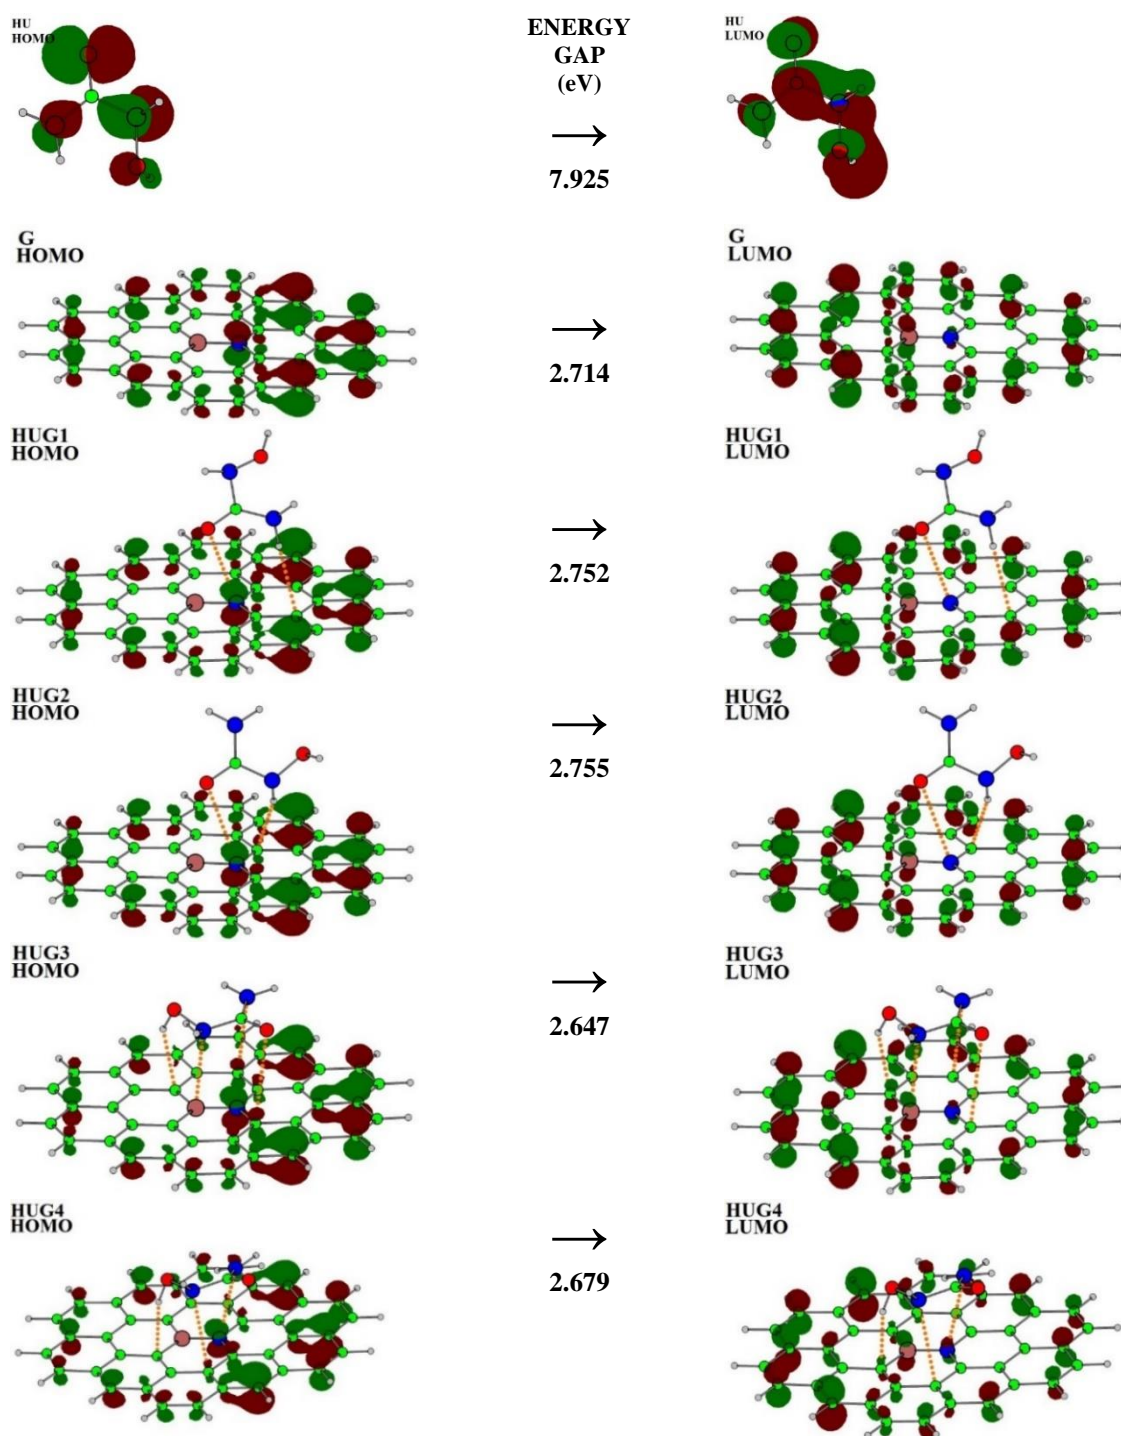 HU
HOMO
ENERGY
GAP
(eV)
7.925
HU
LUMO
G
HOMO
2.714
G
LUMO
HUG1
HOMO
2.752
HUG1
LUMO
HUG2
HOMO
2.755
HUG2
LUMO
HUG3
HOMO
2.647
HUG3
LUMO
HUG4
HOMO
2.679
HUG4
LUMO